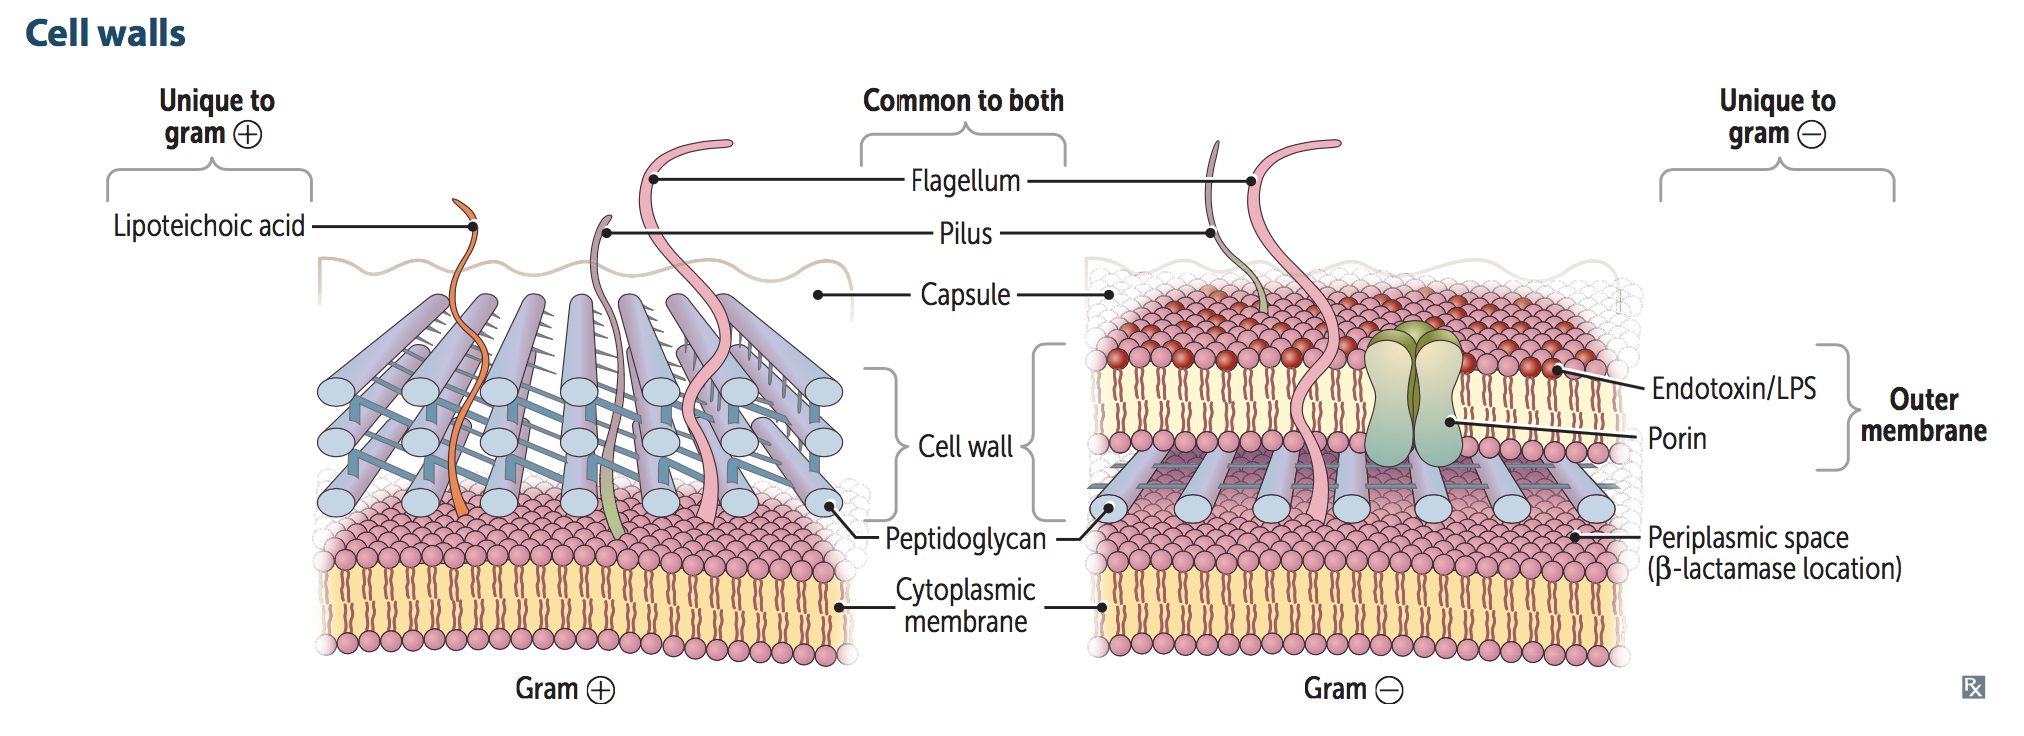 Cell walls
Unique to
gram ⊕
Common to both
Unique to
gram ⊖
Flagellum
Lipoteichoic acid
Pilus
Capsule
Endotoxin/LPS
Outer
membrane
Porin
Cell wall
Peptidoglycan
Periplasmic space
(β-lactamase location)
Cytoplasmic
membrane
Gram ⊕
Gram ⊖
Rx